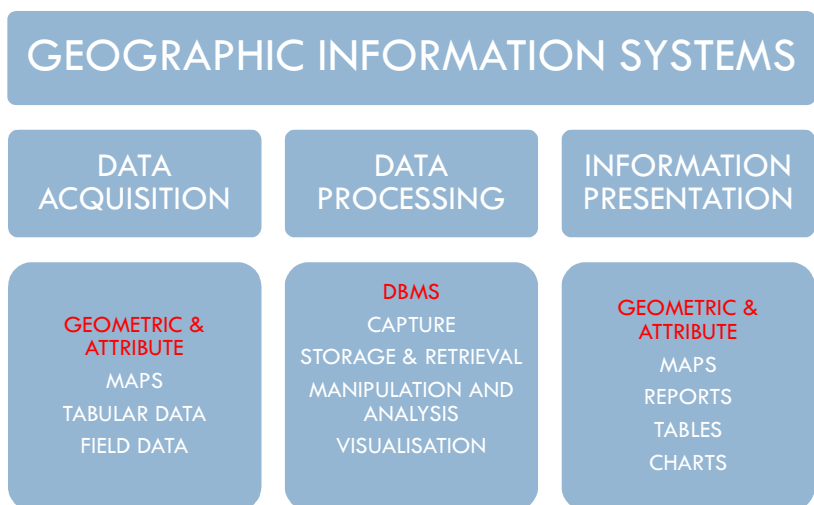 GEOGRAPHIC INFORMATION SYSTEMS
DATA
ACQUISITION
DATA
PROCESSING
INFORMATION
PRESENTATION
GEOMETRIC &
ATTRIBUTE
MAPS
TABULAR DATA
FIELD DATA
DBMS
CAPTURE
STORAGE & RETRIEVAL
MANIPULATION AND
ANALYSIS
VISUALISATION
GEOMETRIC &
ATTRIBUTE
MAPS
REPORTS
TABLES
CHARTS